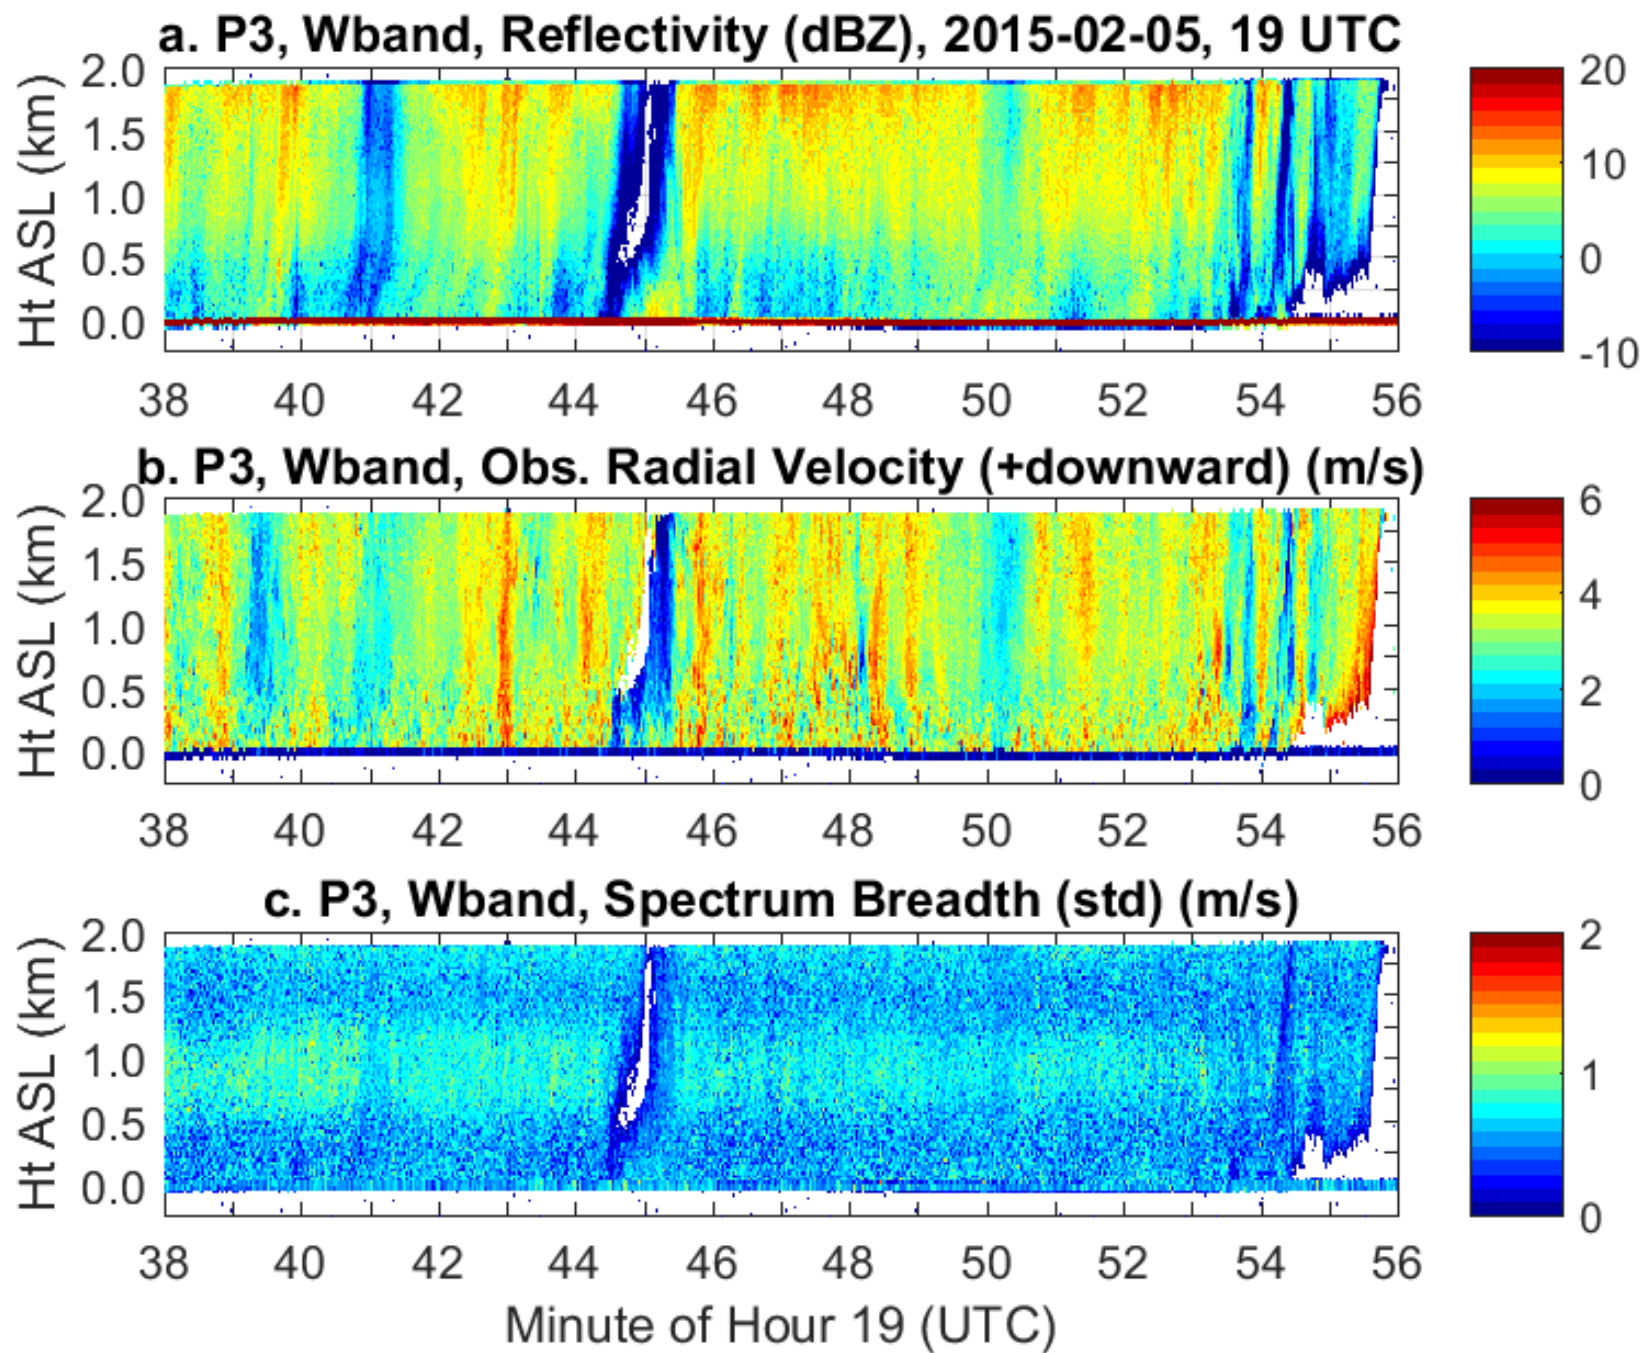 a. P3, Wband, Reflectivity (dBZ), 2015-02-05, 19 UTC
2.0
1.5
1.0
0.5
0.0
Ht ASL (km)
38 40 42 44 46 48 50 52 54 56
20
10
0
-10
b. P3, Wband, Obs. Radial Velocity (+downward) (m/s)
2.0
1.5
1.0
0.5
0.0
Ht ASL (km)
38 40 42 44 46 48 50 52 54 56
6
4
2
0
c. P3, Wband, Spectrum Breadth (std) (m/s)
2.0
1.5
1.0
0.5
0.0
Ht ASL (km)
38 40 42 44 46 48 50 52 54 56
2
1
0
Minute of Hour 19 (UTC)